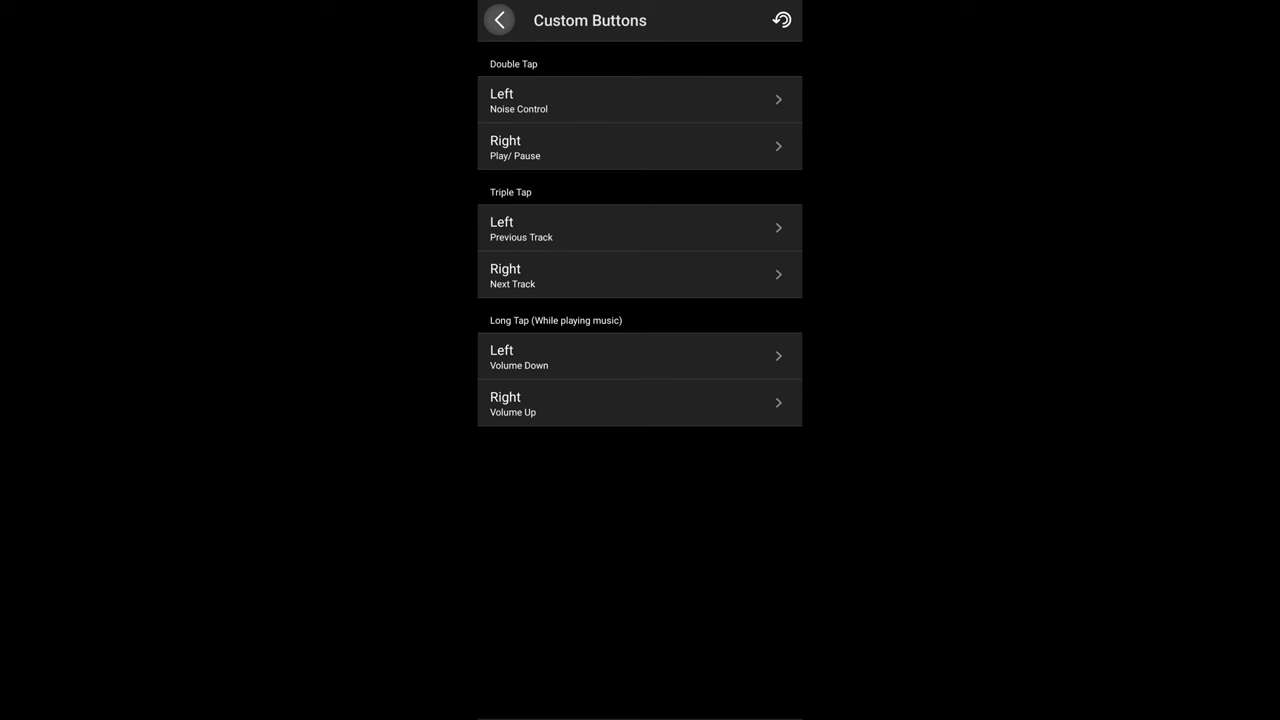 Custom Buttons
Double Tap
Left
Noise Control
Right
Play/ Pause
Triple Tap
Left
Previous Track
Right
Next Track
Long Tap (While playing music)
Left
Volume Down
Right
Volume Up